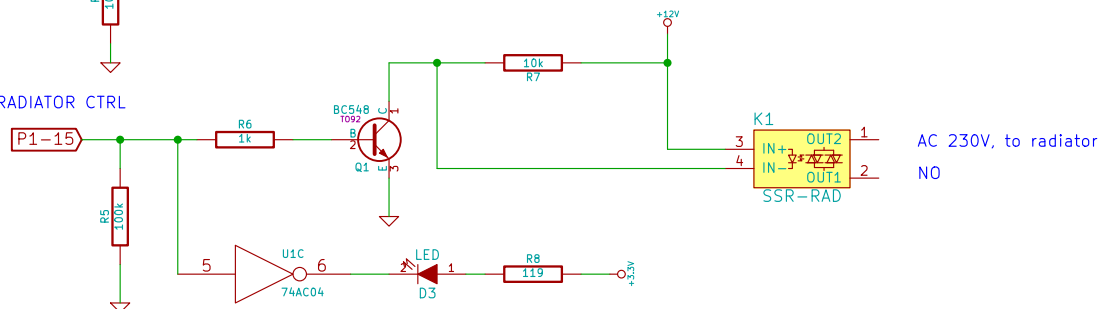 +12V
10k
R7
RADIATOR CTRL
P1-15
R6
1k
BC548
TO92
C
1
B
2
Q1
E
3
K1
3
IN+
OUT2
1
4
IN-
OUT1
2
SSR-RAD
AC 230V, to radiator
NO
R5
100k
5
U1C
6
74AC04
LED
2
1
D3
R8
119
+3.3V